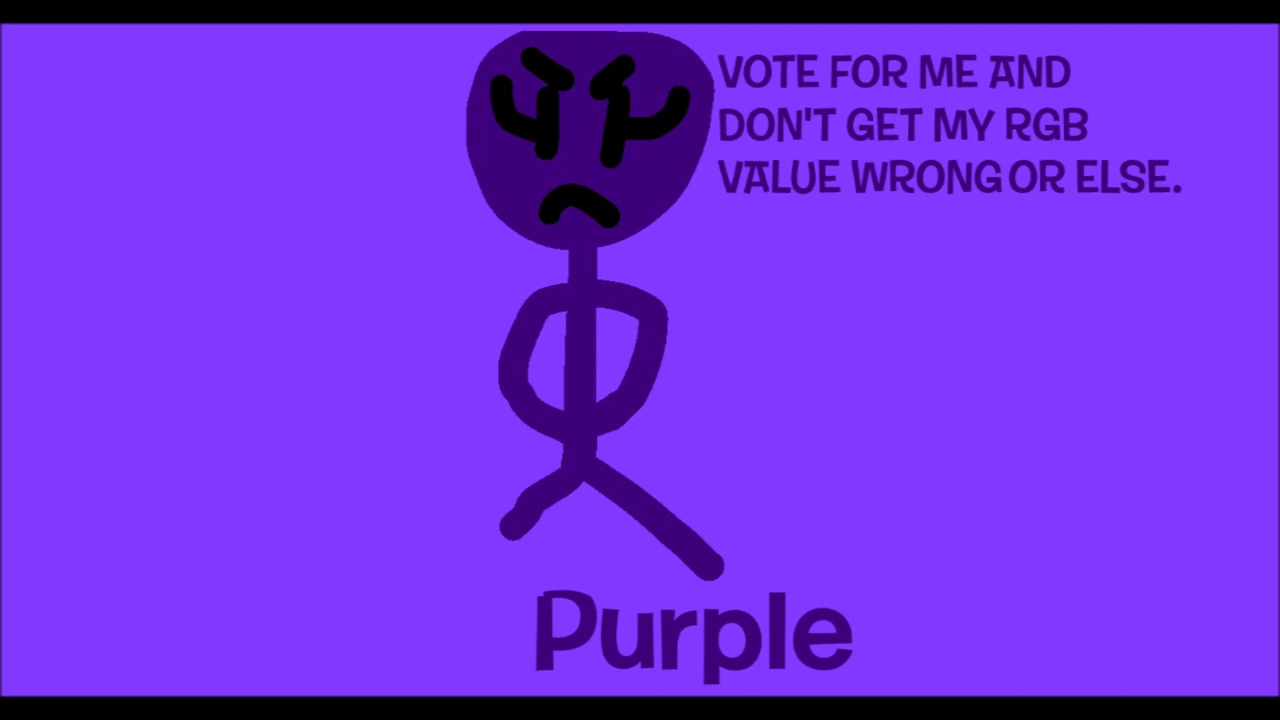 VOTE FOR ME AND
DON'T GET MY RGB
VALUE WRONG OR ELSE.
Purple